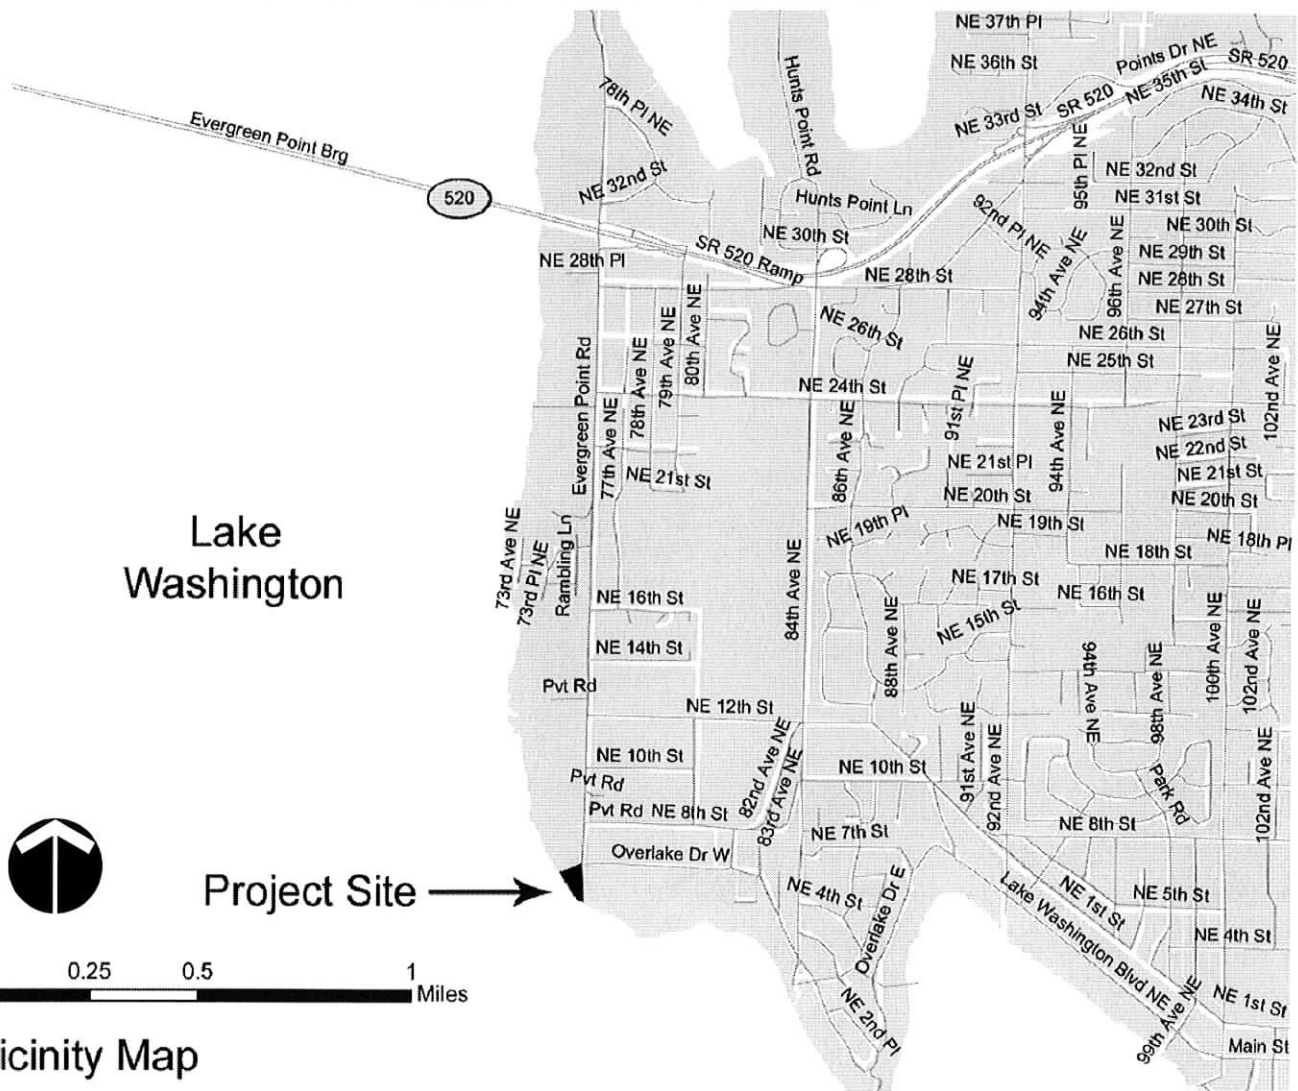 NE 37th Pl
NE 36th St
Points Dr NE
SR 520
NE 35th St
SR 520
NE 34th St
NE 33rd St
78th Pl NE
Hunts Point Rd
Evergreen Point Brg
520
NE 32nd St
95th Pl NE
NE 32nd St
NE 31st St
Hunts Point Ln
92nd Pl NE
NE 30th St
NE 30th St
SR 520 Ramp
NE 29th St
NE 28th Pl
NE 28th St
94th Ave NE
96th Ave NE
NE 28th St
NE 27th St
NE 26th St
NE 26th St
NE 25th St
102nd Ave NE
Evergreen Point Rd
78th Ave NE
79th Ave NE
80th Ave NE
NE 24th St
91st Pl NE
77th Ave NE
86th Ave NE
94th Ave NE
NE 23rd St
NE 22nd St
NE 21st St
NE 21st Pl
NE 21st St
NE 20th St
NE 20th St
NE 19th Pl
NE 19th St
NE 18th Pl
NE 18th St
Lake
Washington
73rd Ave NE
73rd Pl NE
Rambling Ln
84th Ave NE
NE 17th St
NE 16th St
NE 16th St
NE 15th St
88th Ave NE
100th Ave NE
102nd Ave NE
NE 14th St
94th Ave NE
98th Ave NE
Pvt Rd
NE 12th St
NE 10th St
82nd Ave NE
83rd Ave NE
NE 10th St
91st Ave NE
92nd Ave NE
Park Rd
102nd Ave NE
Pvt Rd
Pvt Rd
NE 8th St
NE 7th St
NE 8th St
Overlake Dr W
Project Site
NE 4th St
Overlake Dr E
Lake Washington Blvd NE
NE 1st St
NE 5th St
NE 4th St
0.25 0.5 1
Miles
NE 2nd Pl
99th Ave NE
NE 1st St
Main St
icinity Map